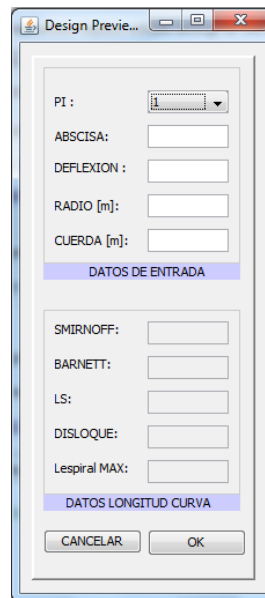 Design Previe...
PI : 1
ABSCISA:
DEFLEXION :
RADIO [m]:
CUERDA [m]:
DATOS DE ENTRADA
SMIRNOFF:
BARNETT:
LS:
DISLOQUE:
Lespiral MAX:
DATOS LONGITUD CURVA
CANCELAR OK